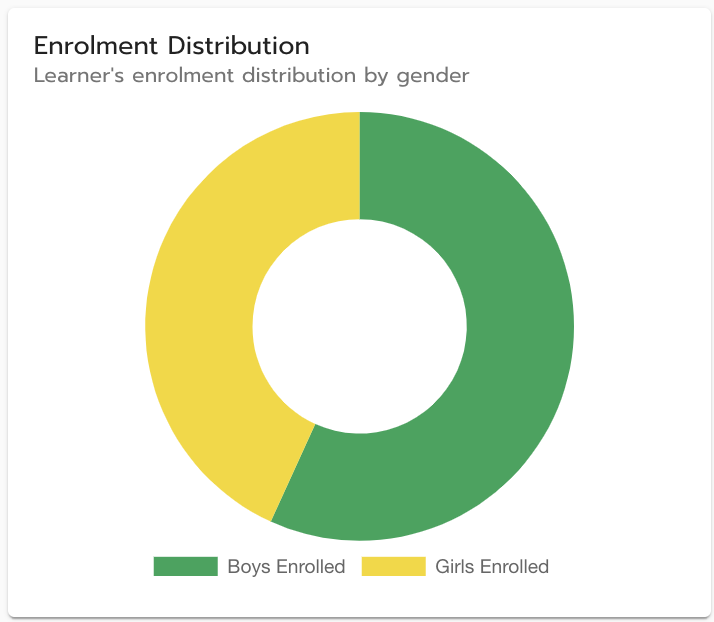 Enrolment Distribution
Learner's enrolment distribution by gender
Boys Enrolled
Girls Enrolled